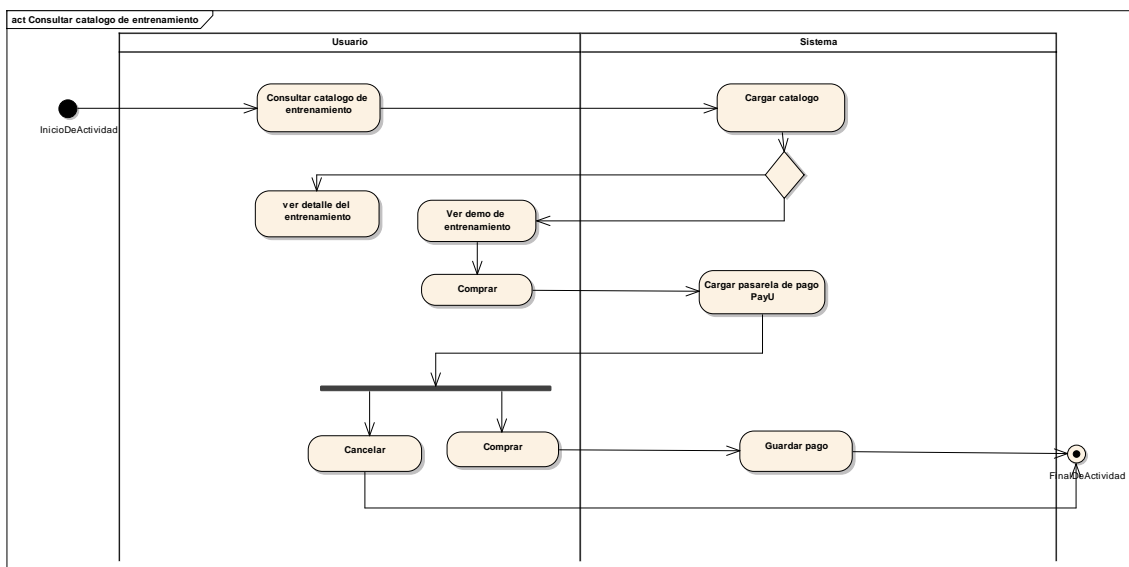 act Consultar catalogo de entrenamiento
Usuario
Sistema
InicioDeActividad
Consultar catalogo de
entrenamiento
Cargar catalogo
ver detalle del
entrenamiento
Ver demo de
entrenamiento
Comprar
Cargar pasarela de pago
PayU
Cancelar
Comprar
Guardar pago
FinalDeActividad